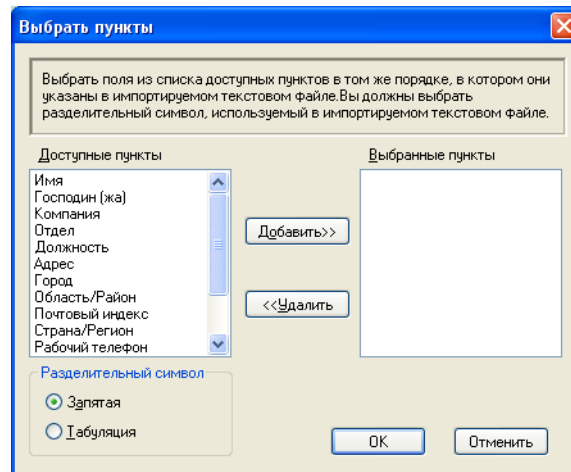 Выбрать пункты
Выбрать поля из списка доступных пунктов в том же порядке, в котором они
указаны в импортируемом текстовом файле.Вы должны выбрать
разделительный символ, используемый в импортируемом текстовом файле.
Доступные пункты
Имя
Господин (жа)
Компания
Отдел
Должность
Адрес
Город
Область/Район
Почтовый индекс
Страна/Регион
Рабочий телефон
Добавить>>
<<Удалить
Выбранные пункты
Разделительный символ
Запятая
Табуляция
OK
Отменить